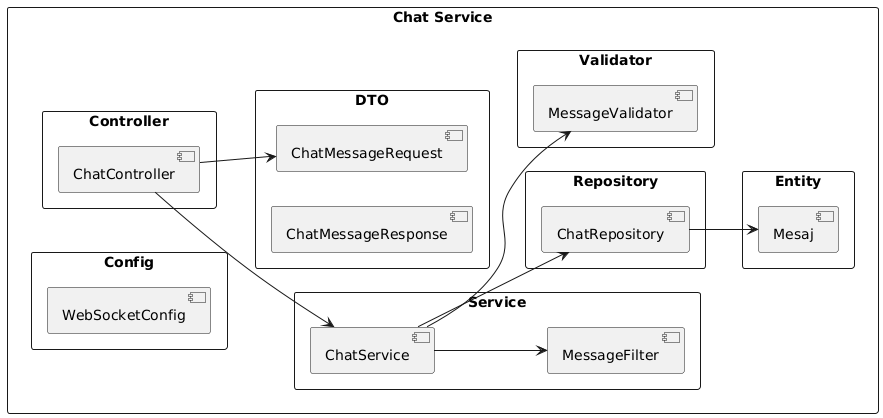 Chat Service
Validator
MessageValidator
DTO
ChatMessageRequest
ChatMessageResponse
Controller
ChatController
Repository
ChatRepository
Entity
Mesaj
Config
WebSocketConfig
Service
ChatService
MessageFilter